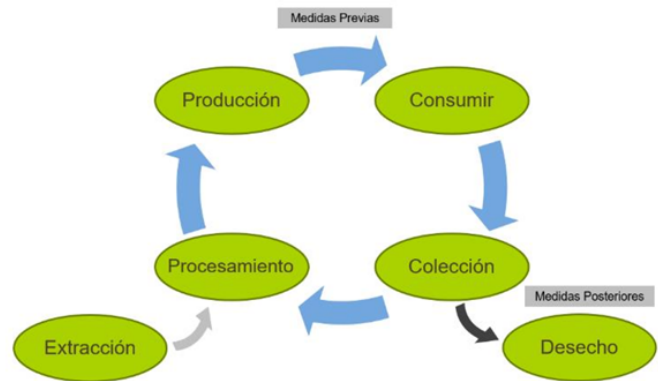 Medidas Previas
Producción
Consumir
Procesamiento
Colección
Medidas Posteriores
Extracción
Desecho